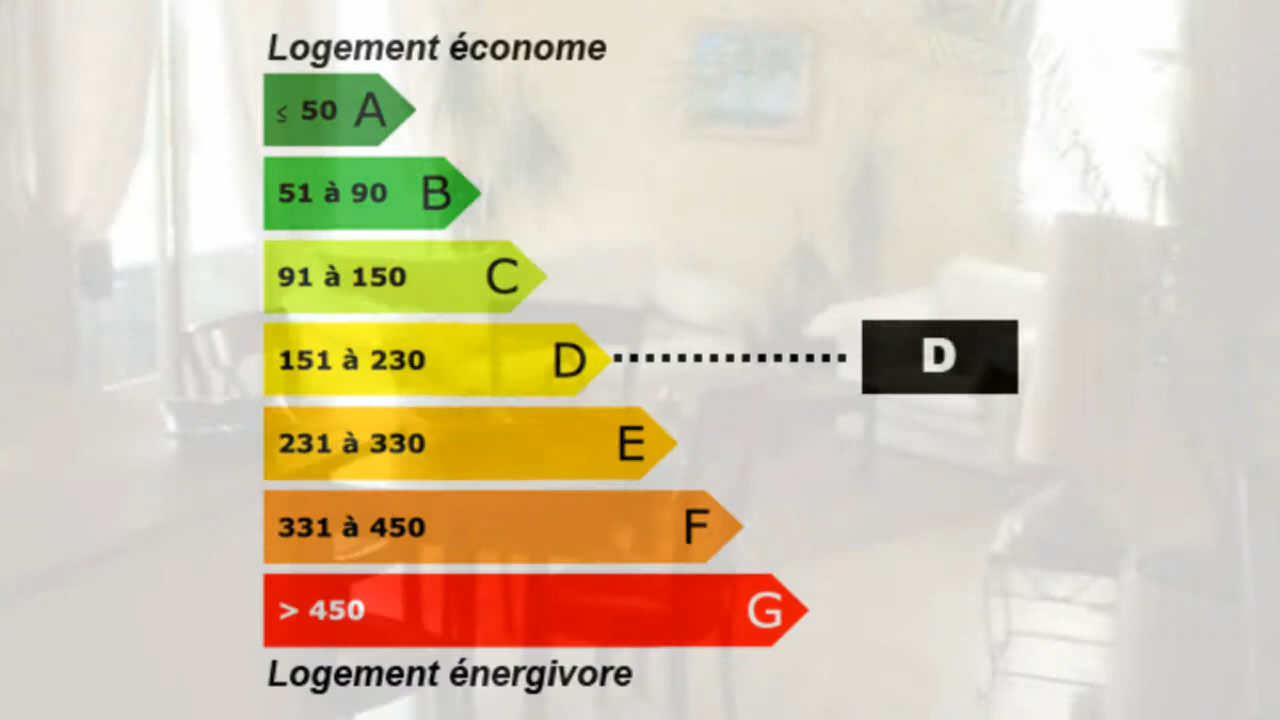 Logement économe
≤ 50 A
51 à 90 B
91 à 150 C
151 à 230 D D
231 à 330 E
331 à 450 F
> 450 G
Logement énergivore